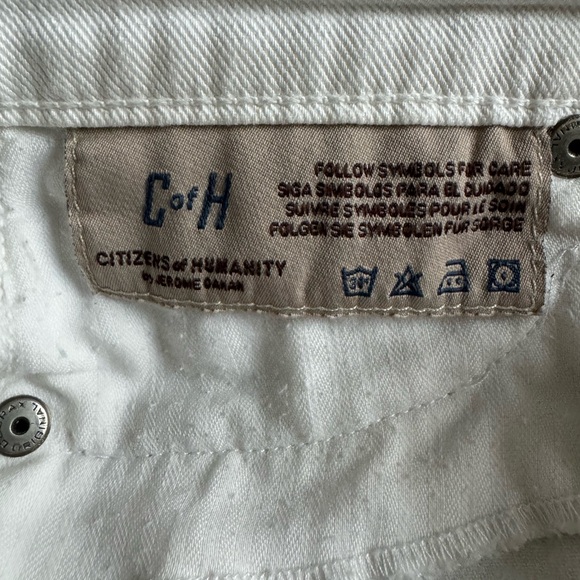 C of H
CITIZENS of HUMANITY
BY JEROME DAHAN
FOLLOW SYMBOLS FOR CARE
SIGA SIMBOLOS PARA EL CUIDADO
SUIVRE SYMBOLES POUR LE SOIN
FOLGEN SIE SYMBOLEN FUR SORGE
30°